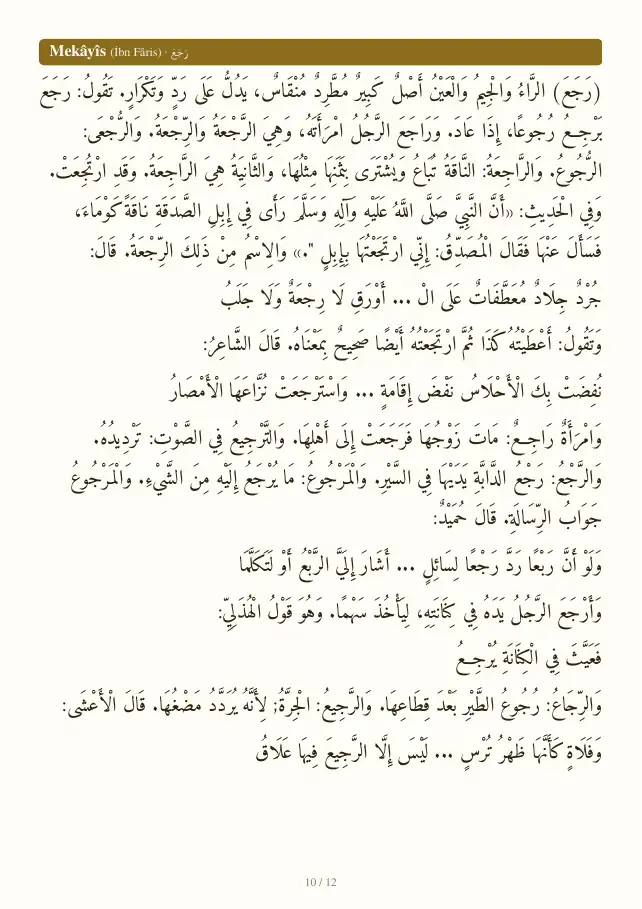 Mekâyîs (İbn Fâris) · رَجَعَ
(رَجَعَ) الرَّاءُ وَالْجِيمُ وَالْعَيْنُ أَصْلٌ كَبِيرٌ مُطَّرِدٌ مُنْقَاسٌ، يَدُلُّ عَلَى رَدٍّ وَتَكْرَارٍ. تَقُولُ: رَجَعَ
يَرْجِعُ رُجُوعًا، إِذَا عَادَ. وَرَاجَعَ الرَّجُلُ امْرَأَتَهُ، وَهِيَ الرَّجْعَةُ وَالرِّجْعَةُ. وَالرُّجْعَى:
الرُّجُوعُ. وَالرَّاجِعَةُ: النَّاقَةُ تُبَاعُ وَيُشْتَرَى بِثَمَنِهَا مِثْلُهَا، وَالثَّانِيَةُ هِيَ الرَّاجِعَةُ. وَقَدِ ارْتُجِعَتْ.
وَفِي الْحَدِيثِ: «أَنَّ النَّبِيَّ صَلَّى اللَّهُ عَلَيْهِ وَآلِهِ وَسَلَّمَ رَأَى فِي إِبِلِ الصَّدَقَةِ نَاقَةً كَوْمَاءَ،
فَسَأَلَ عَنْهَا فَقَالَ الْمُصَدِّقُ: إِنِّي ارْتَجَعْتُهَا بِإِبِلٍ ".» وَالِاسْمُ مِنْ ذَلِكَ الرِّجْعَةُ. قَالَ:
جُرْدٌ جِلَادٌ مُعَطَّفَاتٌ عَلَى الْ ... أَوْرَقِ لَا رِجْعَةٌ وَلَا جَلَبُ
وَتَقُولُ: أَعْطَيْتُهُ كَذَا ثُمَّ ارْتَجَعْتُهُ أَيْضًا صَحِيحٌ بِمَعْنَاهُ. قَالَ الشَّاعِرُ:
نُفِضَتْ بِكَ الْأَحْلَاسُ نَفْضَ إِقَامَةٍ ... وَاسْتَرْجَعَتْ نُزَّاعَهَا الْأَمْصَارُ
وَامْرَأَةٌ رَاجِعٌ: مَاتَ زَوْجُهَا فَرَجَعَتْ إِلَى أَهْلِهَا. وَالتَّرْجِيعُ فِي الصَّوْتِ: تَرْدِيدُهُ.
وَالرَّجْعُ: رَجْعُ الدَّابَّةِ يَدَيْهَا فِي السَّيْرِ. وَالْمَرْجُوعُ: مَا يُرْجَعُ إِلَيْهِ مِنَ الشَّيْءِ. وَالْمَرْجُوعُ
جَوَابُ الرِّسَالَةِ. قَالَ حُمَيْدٌ:
وَلَوْ أَنَّ رَبْعًا رَدَّ رَجْعًا لِسَائِلٍ ... أَشَارَ إِلَيَّ الرَّبْعُ أَوْ لَتَكَلَّمَا
وَأَرْجَعَ الرَّجُلُ يَدَهُ فِي كِنَانَتِهِ، لِيَأْخُذَ سَهْمًا. وَهُوَ قَوْلُ الْهُذَلِيِّ:
فَعَيَّثَ فِي الْكِنَانَةِ يُرْجِعُ
وَالرِّجَاعُ: رُجُوعُ الطَّيْرِ بَعْدَ قِطَاعِهَا. وَالرَّجِيعُ: الْجِرَّةُ; لِأَنَّهُ يُرَدَّدُ مَضْغُهَا. قَالَ الْأَعْشَى:
وَفَلَاةٍ كَأَنَّهَا ظَهْرُ تُرْسٍ ... لَيْسَ إِلَّا الرَّجِيعَ فِيهَا عَلَاقُ
10 / 12